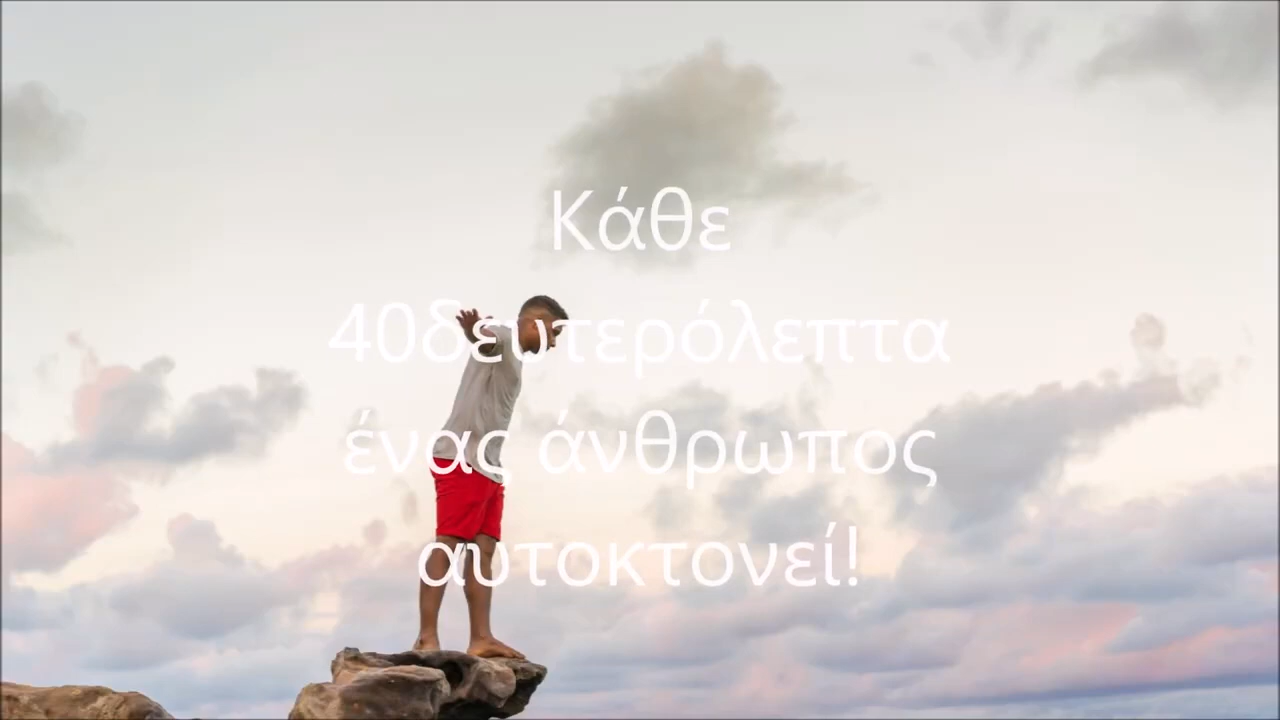 Κάθε
40δευτερόλεπτα
ένας άνθρωπος
αυτοκτονεί!